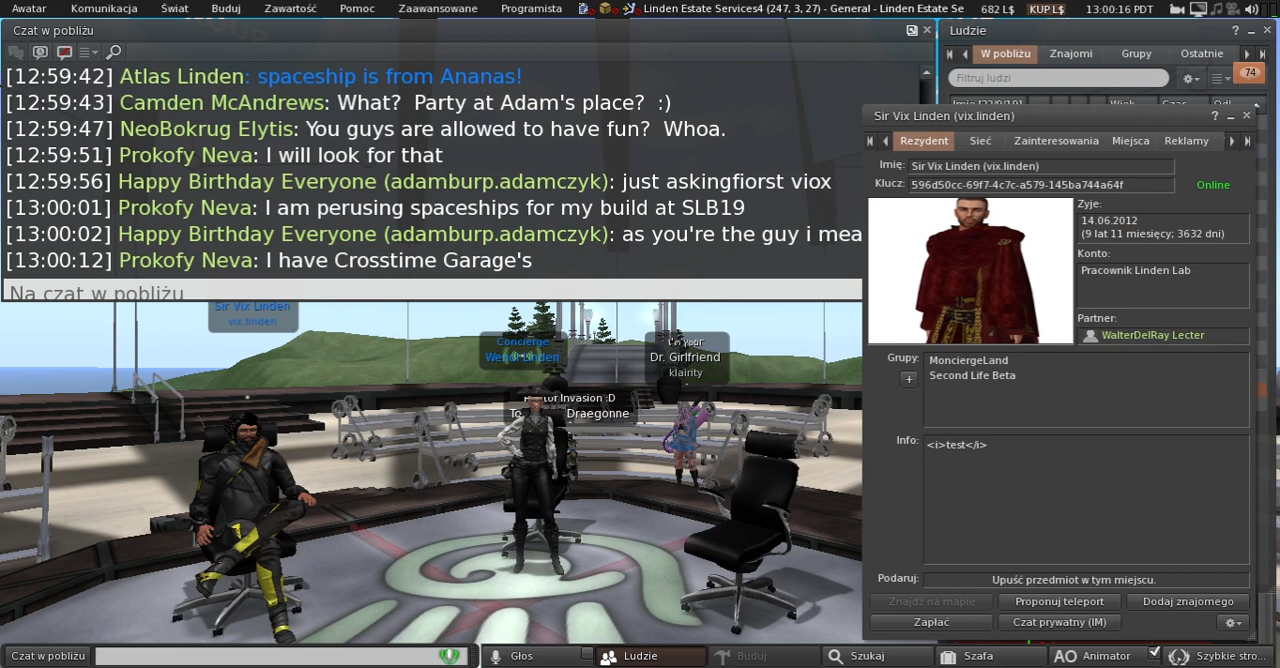 Awatar Komunikacja Świat Buduj Zawartość Pomoc Zaawansowane Programista Linden Estate Services4 (247, 3, 27) - General - Linden Estate Se 682 L$ KUP L$ 13:00:16 PDT
Czat w pobliżu
[12:59:42] Atlas Linden: spaceship is from Ananas!
[12:59:43] Camden McAndrews: What?  Party at Adam's place?  :)
[12:59:47] NeoBokrug Elytis: You guys are allowed to have fun?  Whoa.
[12:59:51] Prokofy Neva: I will look for that
[12:59:56] Happy Birthday Everyone (adamburp.adamczyk): just askingfiorst viox
[13:00:01] Prokofy Neva: I am perusing spaceships for my build at SLB19
[13:00:02] Happy Birthday Everyone (adamburp.adamczyk): as you're the guy i mea
[13:00:12] Prokofy Neva: I have Crosstime Garage's
Na czat w pobliżu
Ludzie
W pobliżu Znajomi Grupy Ostatnie
Filtruj ludzi
74
Sir Vix Linden (vix.linden)
Rezydent Sieć Zainteresowania Miejsca Reklamy
Imię: Sir Vix Linden (vix.linden)
Klucz: 596d50cc-69f7-4c7c-a579-145ba744a64f Online
Żyje:
14.06.2012
(9 lat 11 miesięcy; 3632 dni)
Konto:
Pracownik Linden Lab
Partner:
WalterDelRay Lecter
Grupy: MonciergeLand
+ Second Life Beta
Info: <i>test</i>
Podaruj: Upuść przedmiot w tym miejscu.
Znajdź na mapie Proponuj teleport Dodaj znajomego
Zapłać Czat prywatny (IM)
Sir Vix Linden
vix.linden
Concierge
Wendi Linden
I'm your
Dr. Girlfriend
klairity
Invasion :D
Draegonne
Czat w pobliżu Głos Ludzie Buduj Szukaj Szafa AO Animator Szybkie stro...